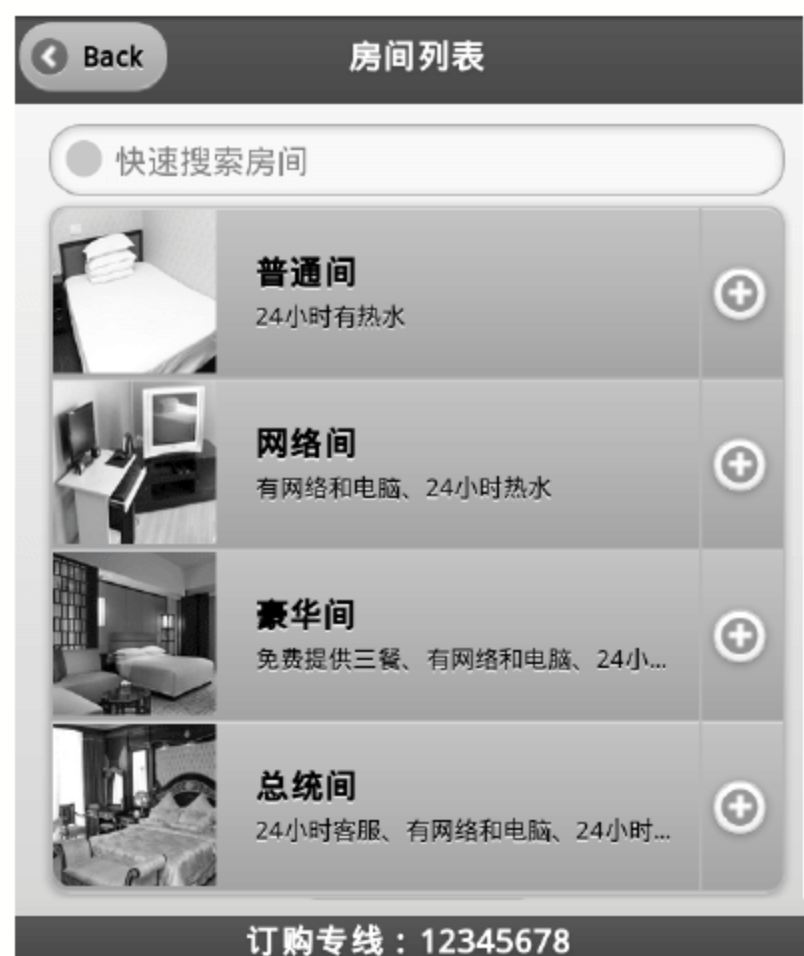 Back
房间列表
快速搜索房间
普通间
24小时有热水
网络间
有网络和电脑、24小时热水
豪华间
免费提供三餐、有网络和电脑、24小...
总统间
24小时客服、有网络和电脑、24小时...
订购专线：12345678